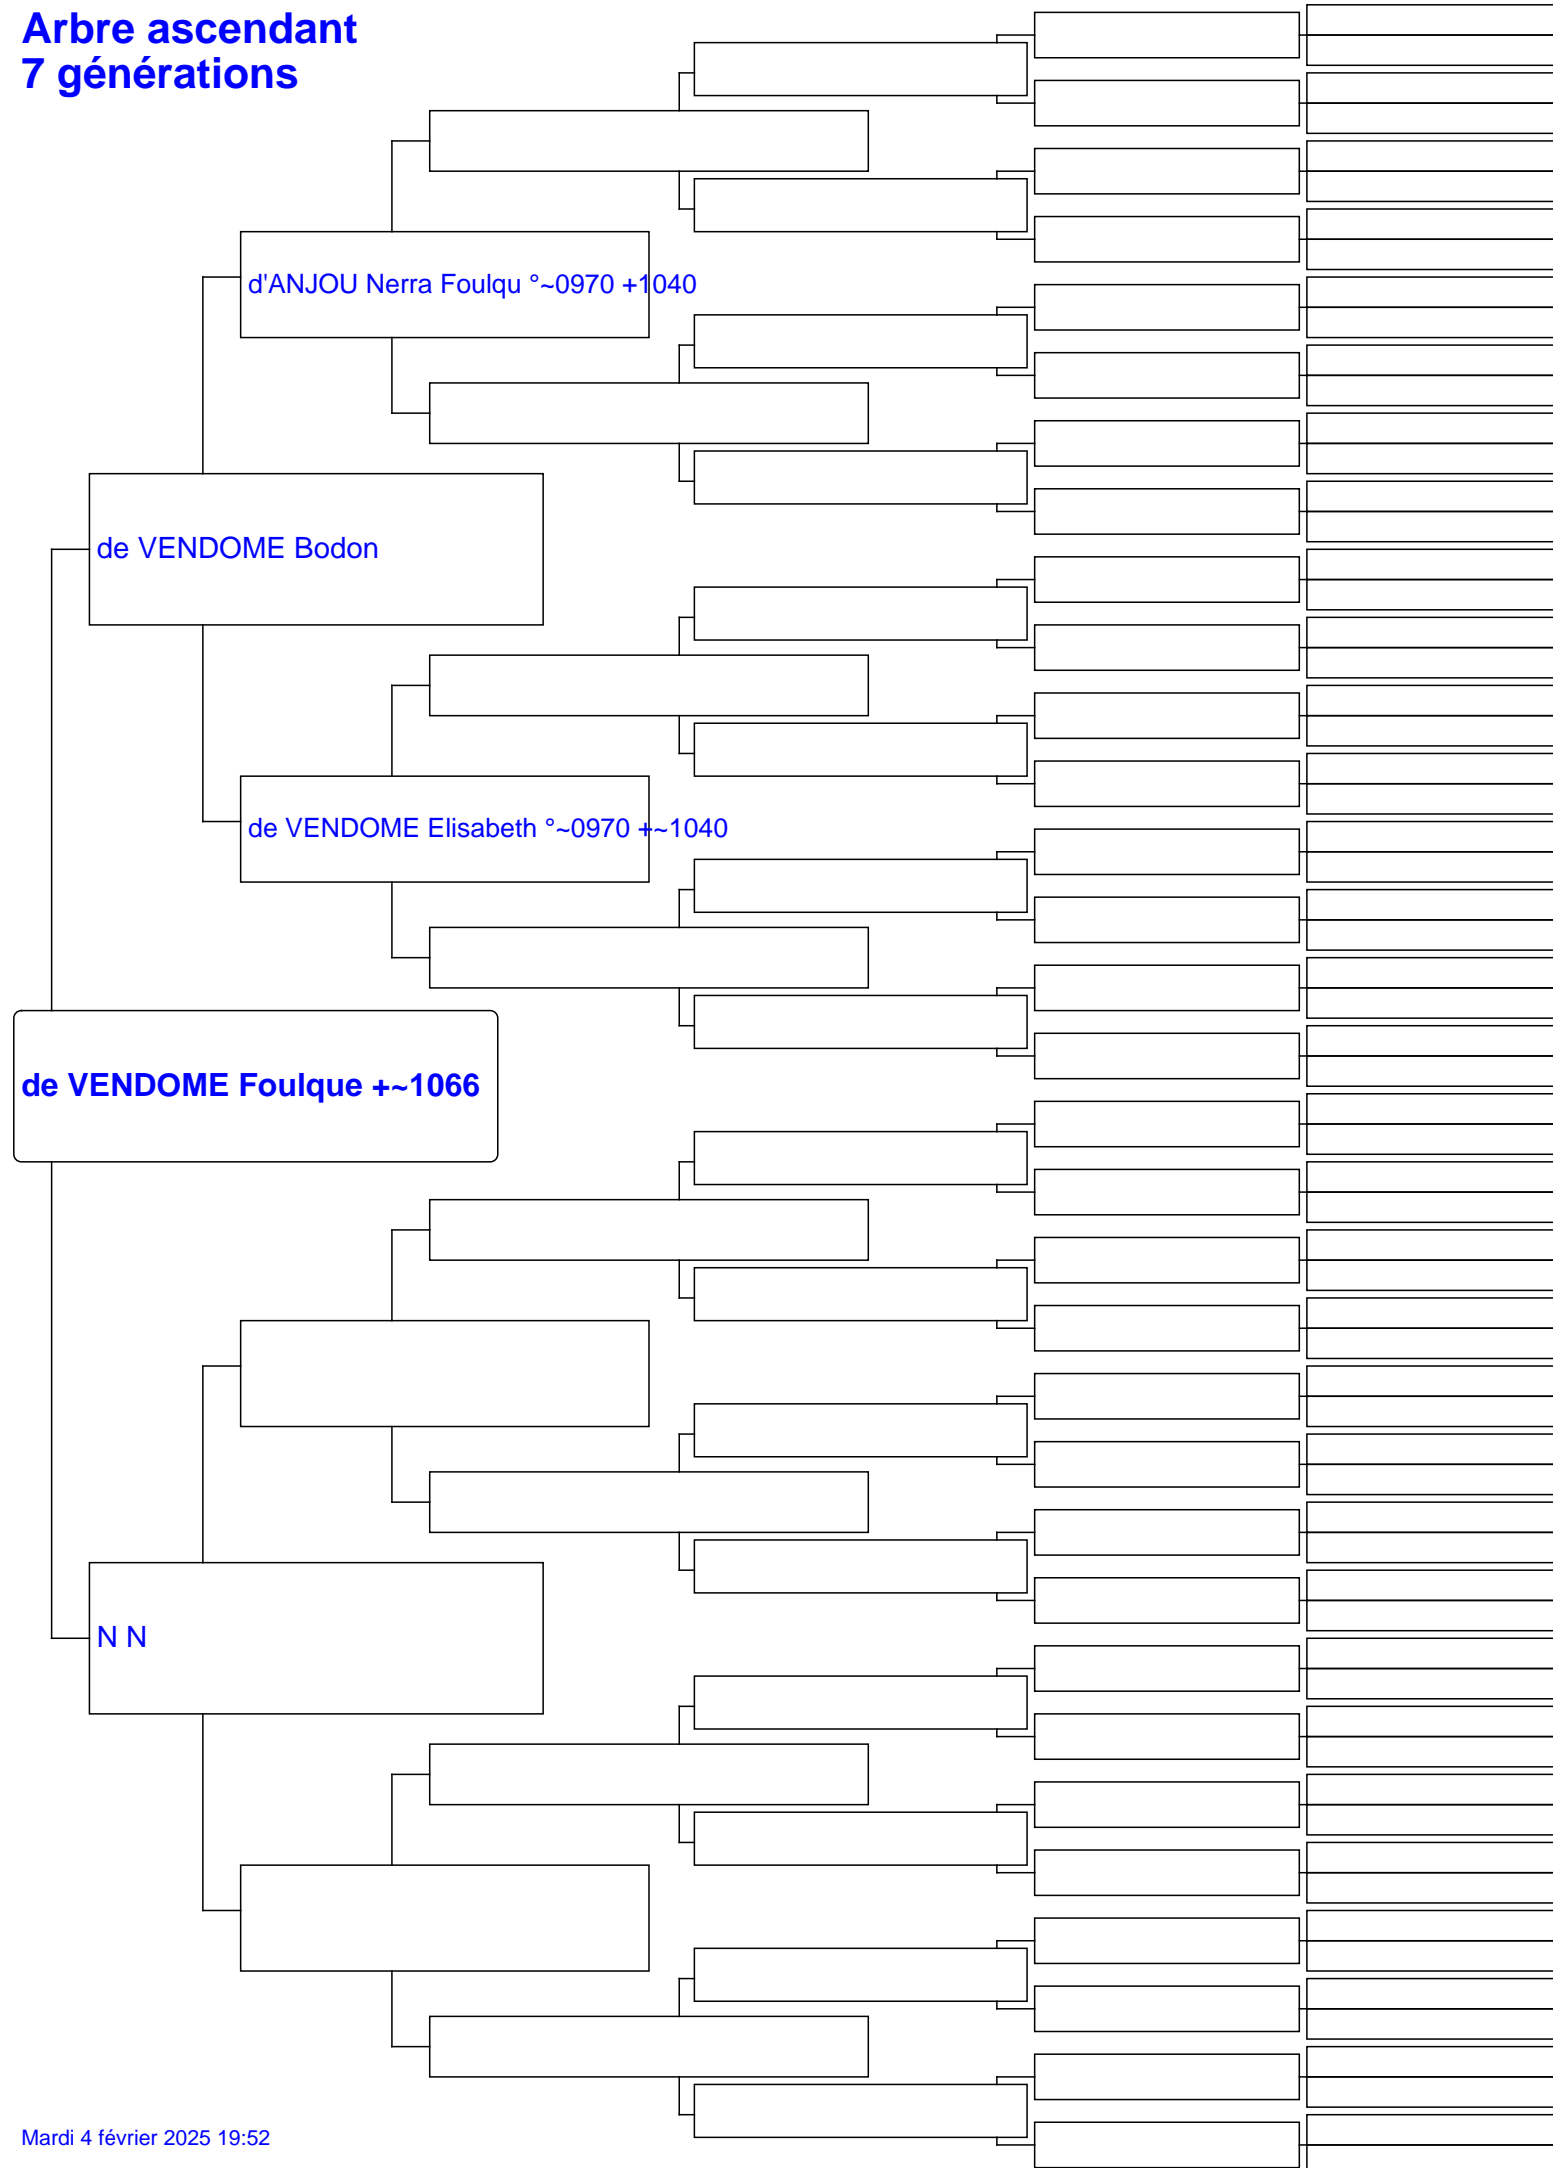 Arbre ascendant
7 générations
d'ANJOU Nerra Foulqu °~0970 +1040
de VENDOME Bodon
de VENDOME Elisabeth °~0970 +~1040
de VENDOME Foulque +~1066
N N
Mardi 4 février 2025 19:52